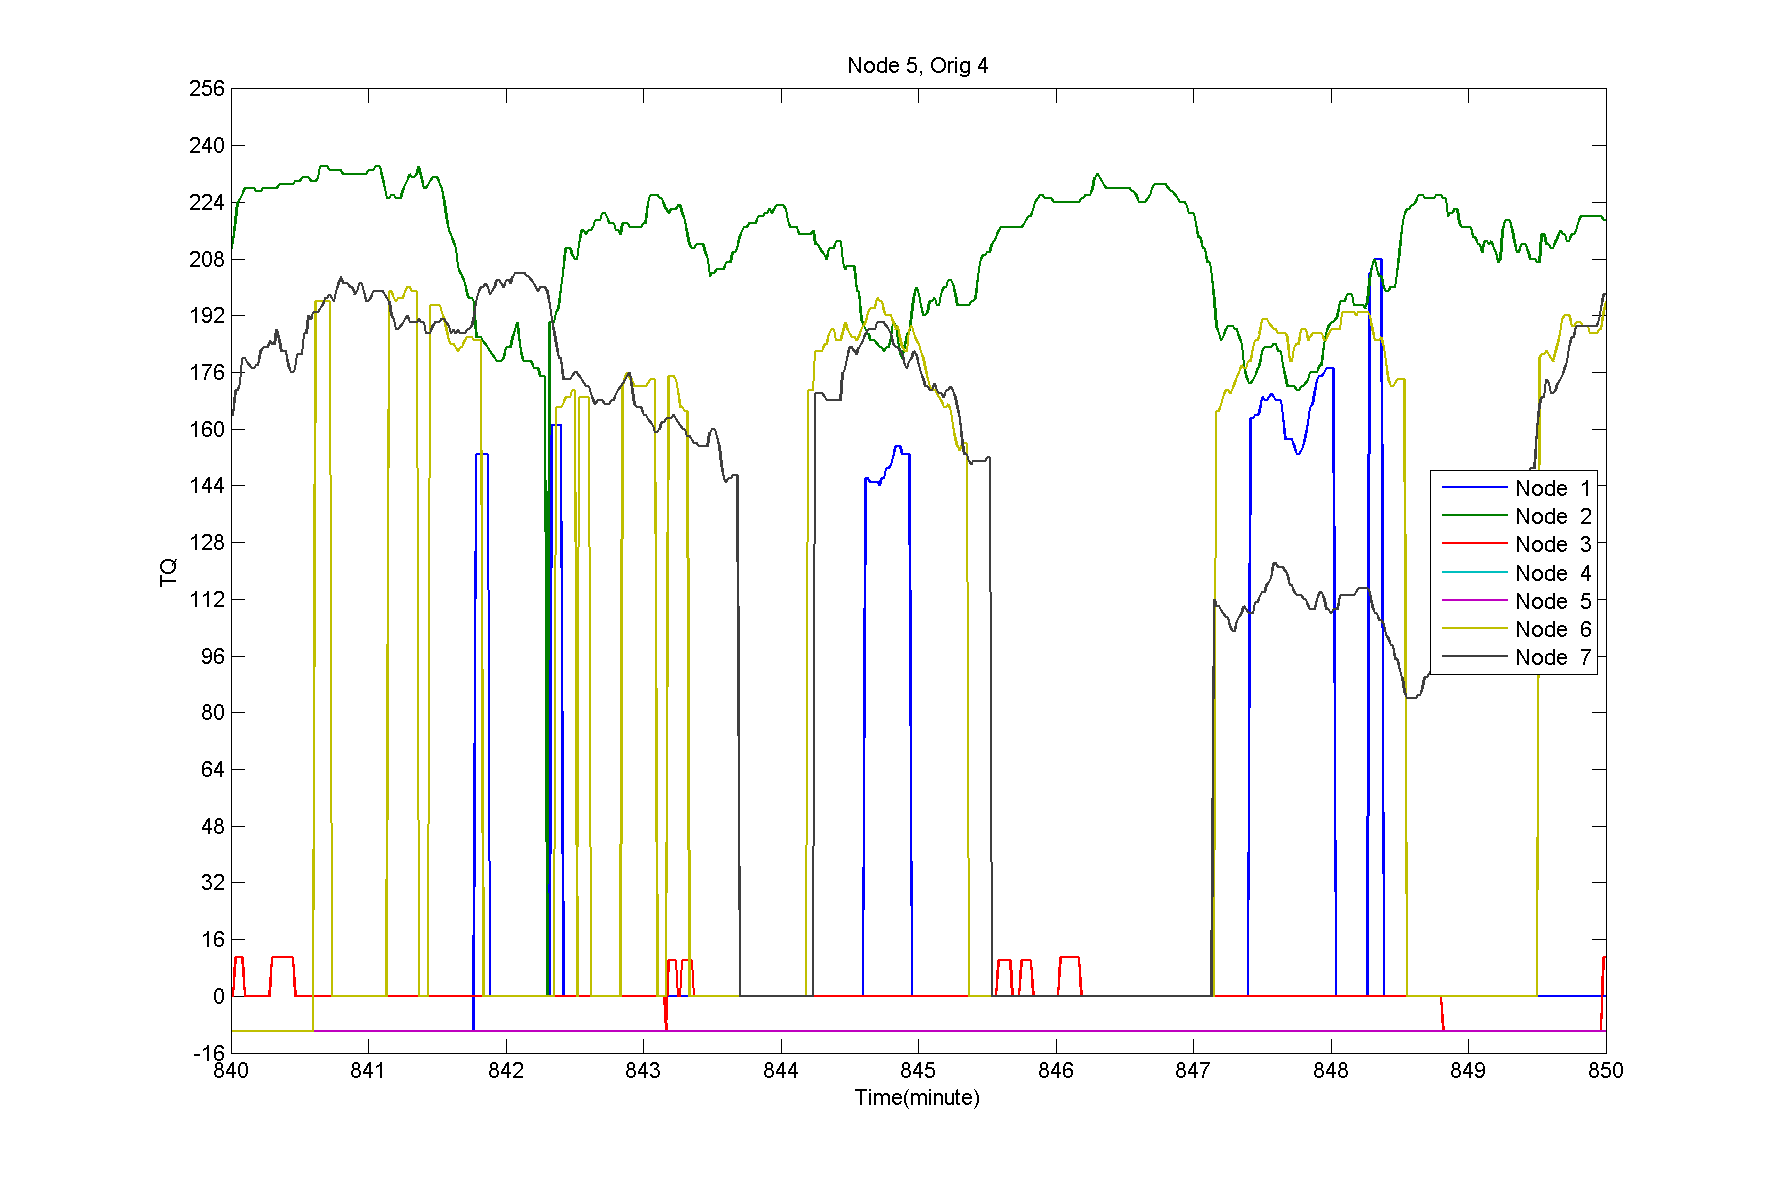 Node 5, Orig 4
256
240
224
208
192
176
160
144
128
112
96
80
64
48
32
16
0
-16
TQ
Node 1
Node 2
Node 3
Node 4
Node 5
Node 6
Node 7
840 841 842 843 844 845 846 847 848 849 850
Time(minute)